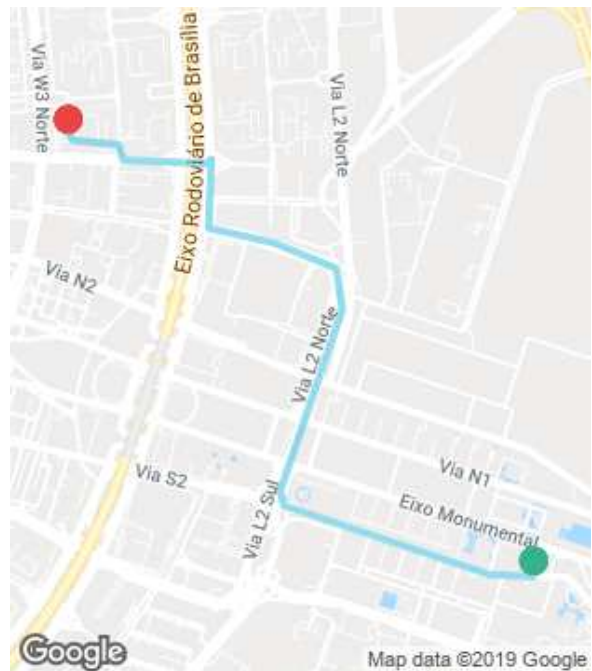 Via W3 Norte
Eixo Rodoviário de Brasília
Via L2 Norte
Via N2
Via L2 Norte
Via S2
Via L2 Sul
Via N1
Eixo Monumental
Google
Map data ©2019 Google